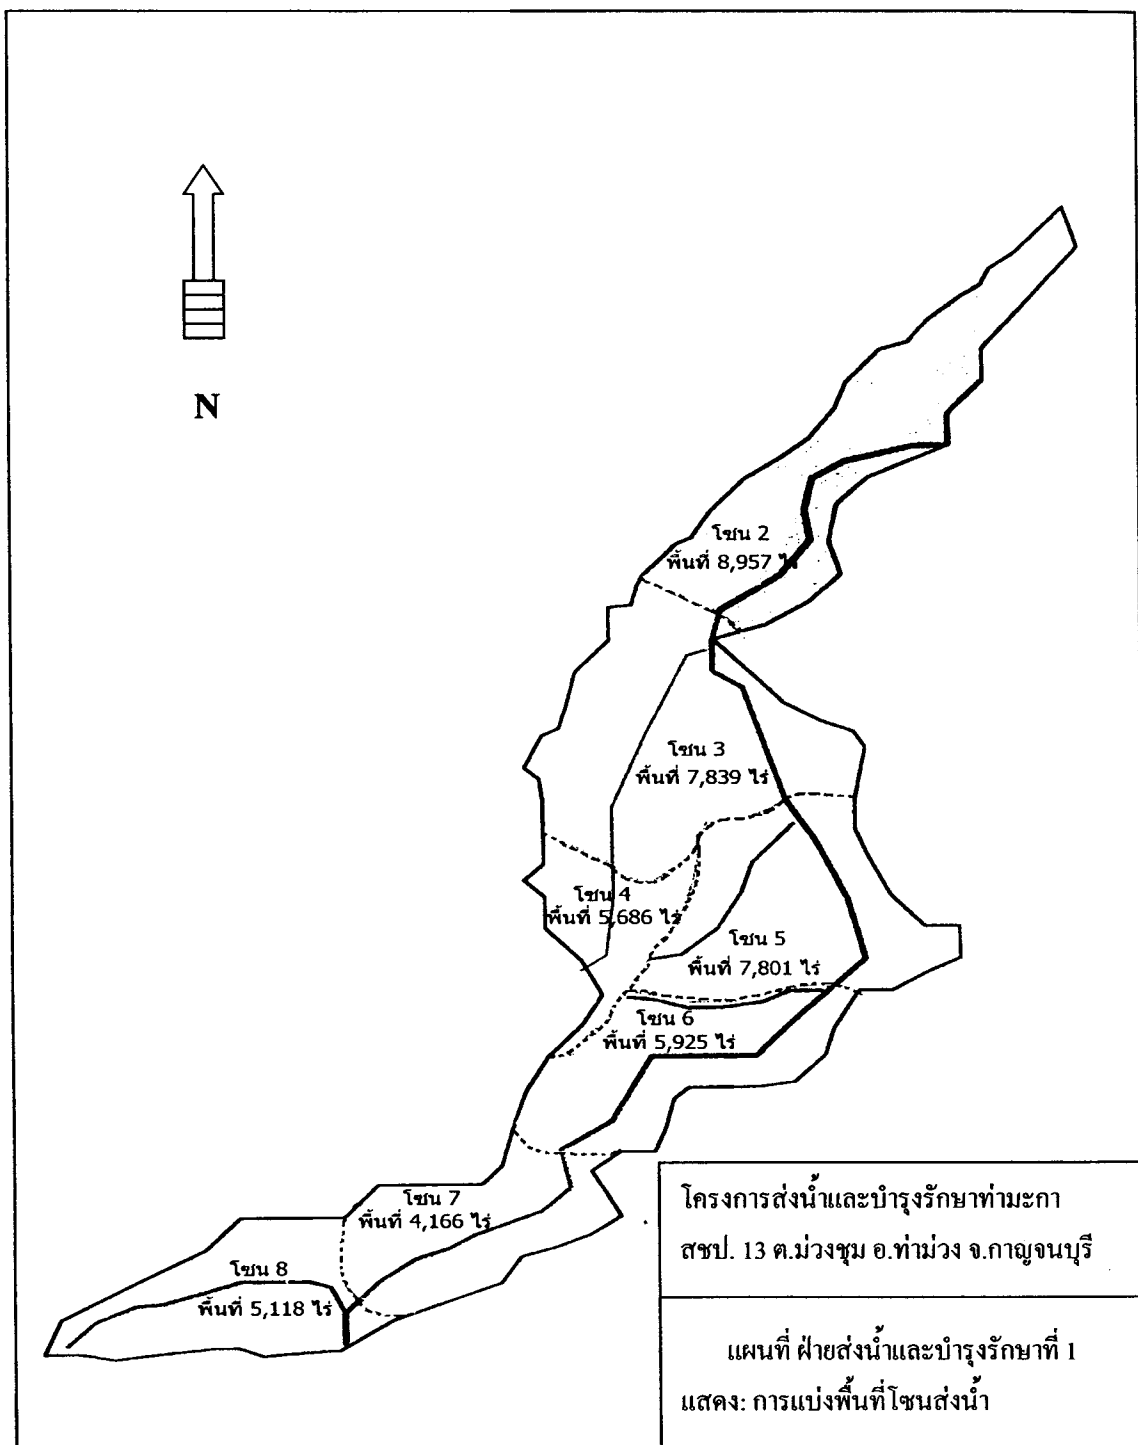 N
โซน 2
พื้นที่ 8,957 ไร่
โซน 3
พื้นที่ 7,839 ไร่
โซน 4
พื้นที่ 5,686 ไร่
โซน 5
พื้นที่ 7,801 ไร่
โซน 6
พื้นที่ 5,925 ไร่
โซน 7
พื้นที่ 4,166 ไร่
โซน 8
พื้นที่ 5,118 ไร่
โครงการส่งน้ำและบำรุงรักษาท่ามะกา
สชป. 13 ต.ม่วงชุม อ.ท่าม่วง จ.กาญจนบุรี
แผนที่ ฝ่ายส่งน้ำและบำรุงรักษาที่ 1
แสดง: การแบ่งพื้นที่โซนส่งน้ำ